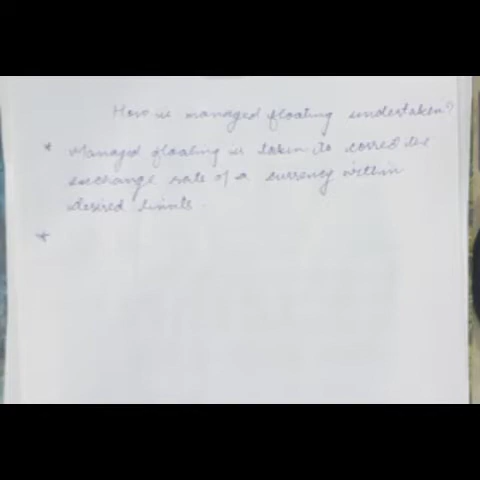 How is managed floating undertaken?
* Managed floating is taken to correct the
exchange rate of a currency within
desired limits.
*